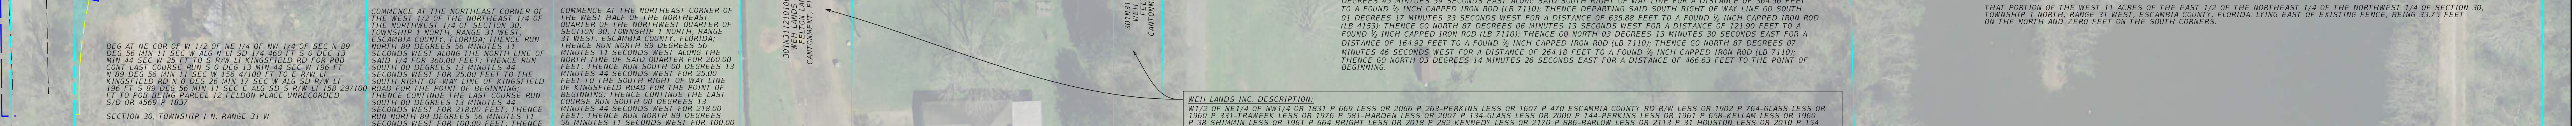 BEG AT NE COR OF W 1/2 OF NE 1/4 OF NW 1/4 OF SEC N 89
DEG 56 MIN 11 SEC W ALG N LI SD 1/4 460 FT S 0 DEC 13
MIN 44 SEC W 25 FT TO S R/W LI KINGSFIELD RD FOR POB
CONT LAST COURSE RUN S 0 DEG 13 MIN 44 SEC W 196 FT
N 89 DEG 56 MIN 11 SEC W 156 4/100 FT TO E R/W LI
KINGSFIELD RD N 0 DEG 26 MIN 17 SEC W ALG SD R/W LI
196 FT S 89 DEG 56 MIN 11 SEC E ALG SD S R/W LI 158 29/100
FT TO POB BEING PARCEL 12 FELDON PLACE UNRECORDED
S/D OR 4569 P 1837
SECTION 30, TOWNSHIP 1 N, RANGE 31 W
COMMENCE AT THE NORTHEAST CORNER OF
THE WEST 1/2 OF THE NORTHEAST 1/4 OF
THE NORTHWEST 1/4 OF SECTION 30,
TOWNSHIP 1 NORTH, RANGE 31 WEST,
ESCAMBIA COUNTY, FLORIDA; THENCE RUN
NORTH 89 DEGREES 56 MINUTES 11
SECONDS WEST ALONG THE NORTH LINE OF
SAID 1/4 FOR 360.00 FEET; THENCE RUN
SOUTH 00 DEGREES 13 MINUTES 44
SECONDS WEST FOR 25.00 FEET TO THE
SOUTH RIGHT-OF-WAY LINE OF KINGSFIELD
ROAD FOR THE POINT OF BEGINNING;
THENCE CONTINUE THE LAST COURSE RUN
SOUTH 00 DEGREES 13 MINUTES 44
SECONDS WEST FOR 218.00 FEET; THENCE
RUN NORTH 89 DEGREES 56 MINUTES 11
SECONDS WEST FOR 100.00 FEET; THENCE
COMMENCE AT THE NORTHEAST CORNER OF
THE WEST HALF OF THE NORTHEAST
QUARTER OF THE NORTHWEST QUARTER OF
SECTION 30, TOWNSHIP 1 NORTH, RANGE
31 WEST, ESCAMBIA COUNTY, FLORIDA;
THENCE RUN NORTH 89 DEGREES 56
MINUTES 11 SECONDS WEST ALONG THE
NORTH TINE OF SAID QUARTER FOR 260.00
FEET; THENCE RUN SOUTH 00 DEGREES 13
MINUTES 44 SECONDS WEST FOR 25.00
FEET TO THE SOUTH RIGHT-OF-WAY LINE
OF KINGSFIELD ROAD FOR THE POINT OF
BEGINNING; THENCE CONTINUE THE LAST
COURSE RUN SOUTH 00 DEGREES 13
MINUTES 44 SECONDS WEST FOR 218.00
FEET; THENCE RUN NORTH 89 DEGREES
56 MINUTES 11 SECONDS WEST FOR 100.00
WEH LANDS
FELTON LAN
CANTONMENT, FL
WEH
FEL
CANTONM
TO A FOUND ½ INCH CAPPED IRON ROD (LB 7110); THENCE DEPARTING SAID SOUTH RIGHT OF WAY LINE GO SOUTH
01 DEGREES 17 MINUTES 33 SECONDS WEST FOR A DISTANCE OF 635.88 FEET TO A FOUND ½ INCH CAPPED IRON ROD
(LB 4153); THENCE GO NORTH 87 DEGREES 06 MINUTES 13 SECONDS WEST FOR A DISTANCE OF 121.90 FEET TO A
FOUND ½ INCH CAPPED IRON ROD (LB 7110); THENCE GO NORTH 03 DEGREES 13 MINUTES 30 SECONDS EAST FOR A
DISTANCE OF 164.92 FEET TO A FOUND ½ INCH CAPPED IRON ROD (LB 7110); THENCE GO NORTH 87 DEGREES 07
MINUTES 46 SECONDS WEST FOR A DISTANCE OF 264.18 FEET TO A FOUND ½ INCH CAPPED IRON ROD (LB 7110);
THENCE GO NORTH 03 DEGREES 14 MINUTES 26 SECONDS EAST FOR A DISTANCE OF 466.63 FEET TO THE POINT OF
BEGINNING.
WEH LANDS INC. DESCRIPTION:
W1/2 OF NE1/4 OF NW1/4 OR 1831 P 669 LESS OR 2066 P 263-PERKINS LESS OR 1607 P 470 ESCAMBIA COUNTY RD R/W LESS OR 1902 P 764-GLASS LESS OR
1960 P 331-TRAWEEK LESS OR 1976 P 581-HARDEN LESS OR 2007 P 134-GLASS LESS OR 2000 P 144-PERKINS LESS OR 1961 P 658-KELLAM LESS OR 1960
P 38 SHIMMIN LESS OR 1961 P 664 BRIGHT LESS OR 2018 P 282 KENNEDY LESS OR 2170 P 886-BARLOW LESS OR 2113 P 31 HOUSTON LESS OR 2010 P 154
THAT PORTION OF THE WEST 11 ACRES OF THE EAST 1/2 OF THE NORTHEAST 1/4 OF THE NORTHWEST 1/4 OF SECTION 30,
TOWNSHIP 1 NORTH, RANGE 31 WEST, ESCAMBIA COUNTY, FLORIDA. LYING EAST OF EXISTING FENCE, BEING 33.75 FEET
ON THE NORTH AND ZERO FEET ON THE SOUTH CORNERS.